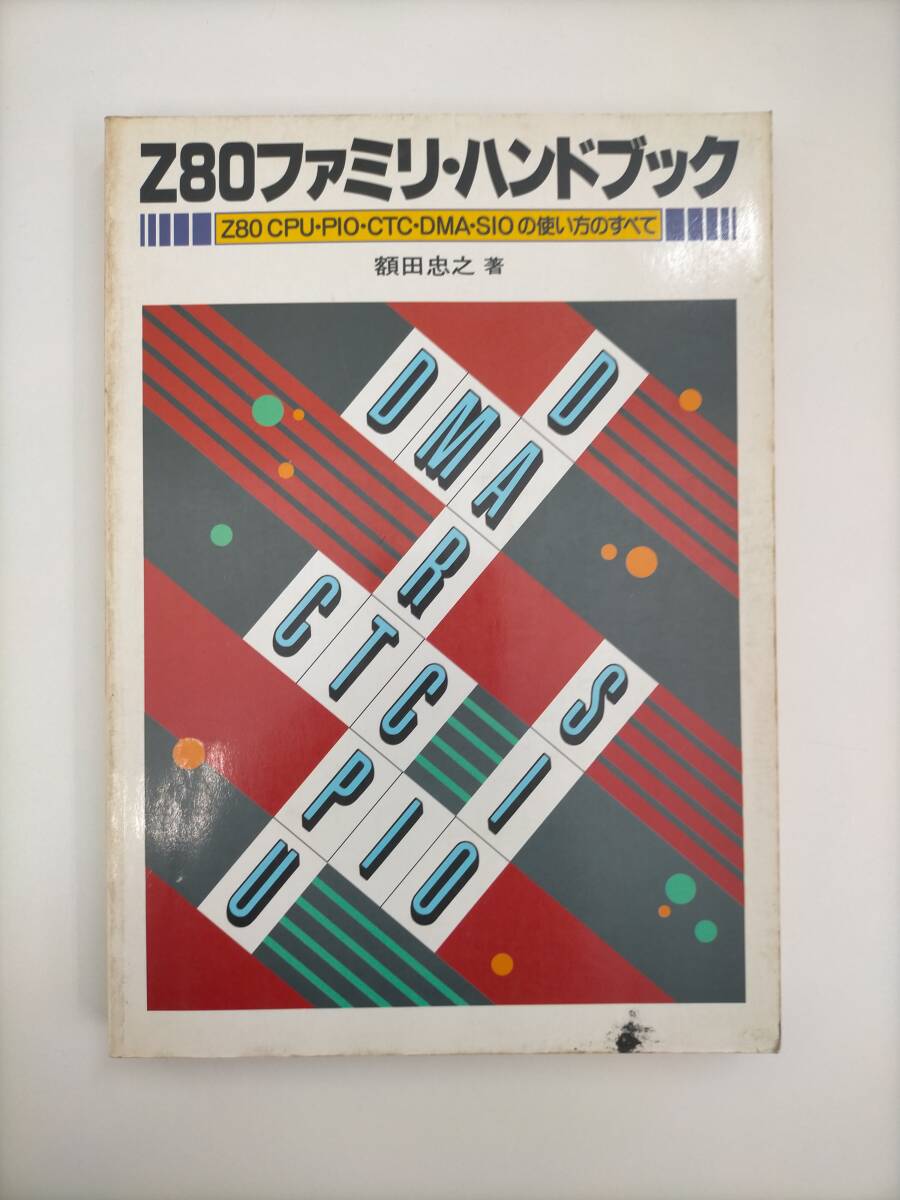 Z80ファミリ・ハンドブック
Z80 CPU・PIO・CTC・DMA・SIOの使い方のすべて
額田忠之 著
DMA
DART
CTC
SIO
CPU
PIO